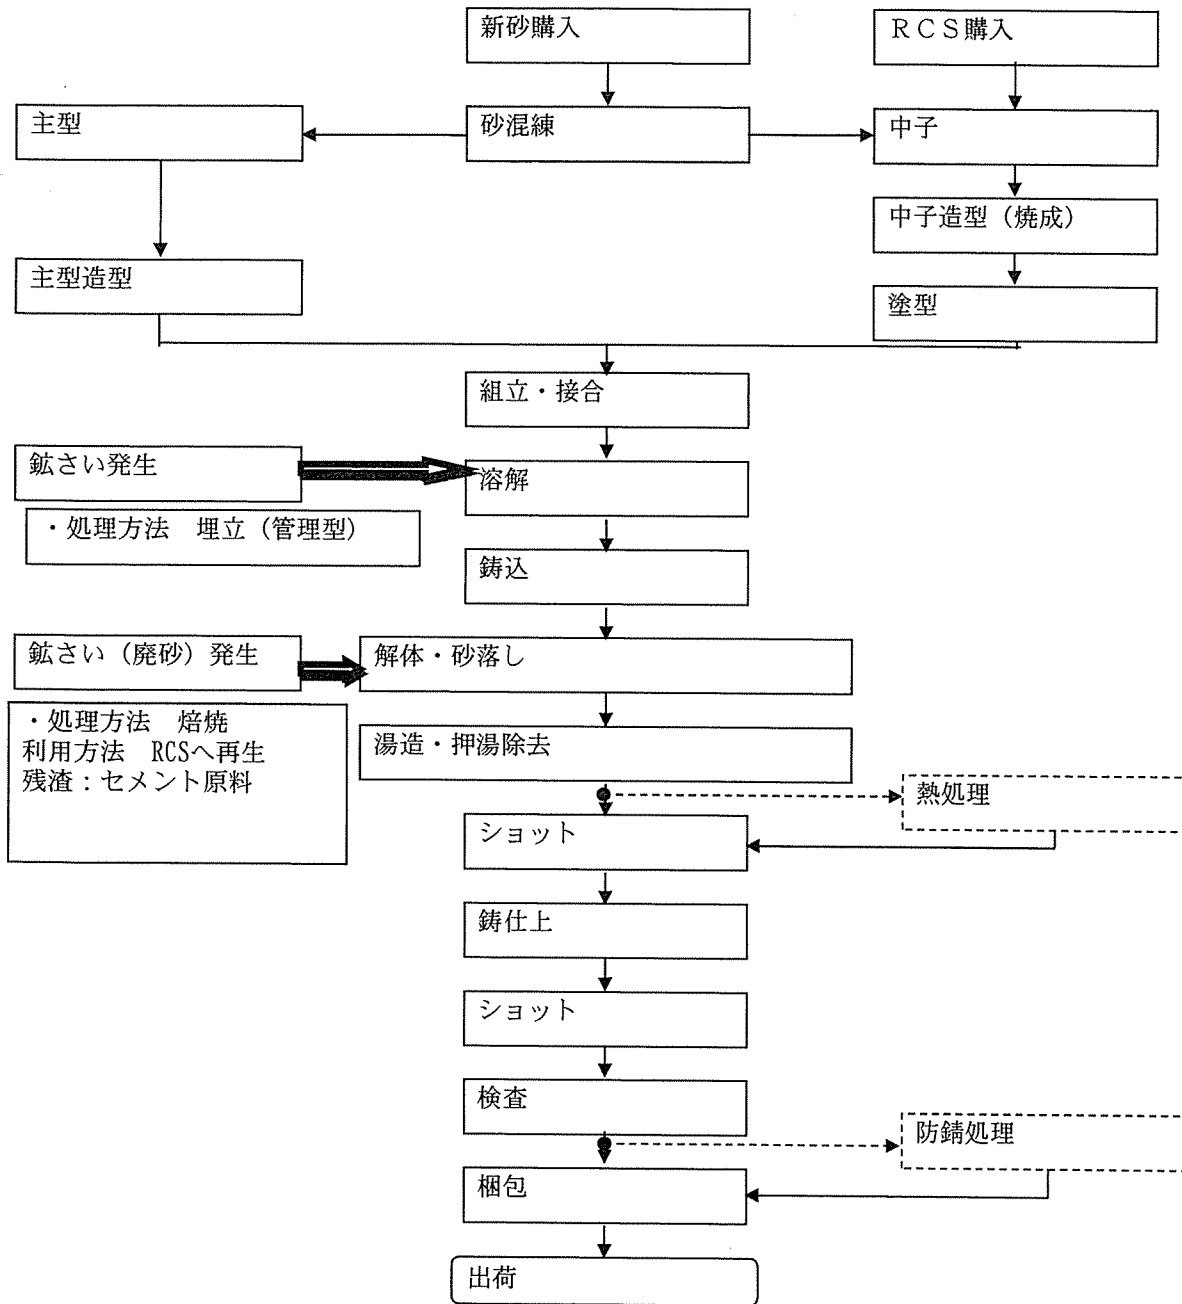 新砂購入
ＲＣＳ購入
主型
砂混練
中子
中子造型（焼成）
主型造型
塗型
組立・接合
鉱さい発生
溶解
・処理方法　埋立（管理型）
鋳込
鉱さい（廃砂）発生
解体・砂落し
・処理方法　焙焼
利用方法　RCSへ再生
残渣：セメント原料
湯造・押湯除去
熱処理
ショット
鋳仕上
ショット
検査
防錆処理
梱包
出荷